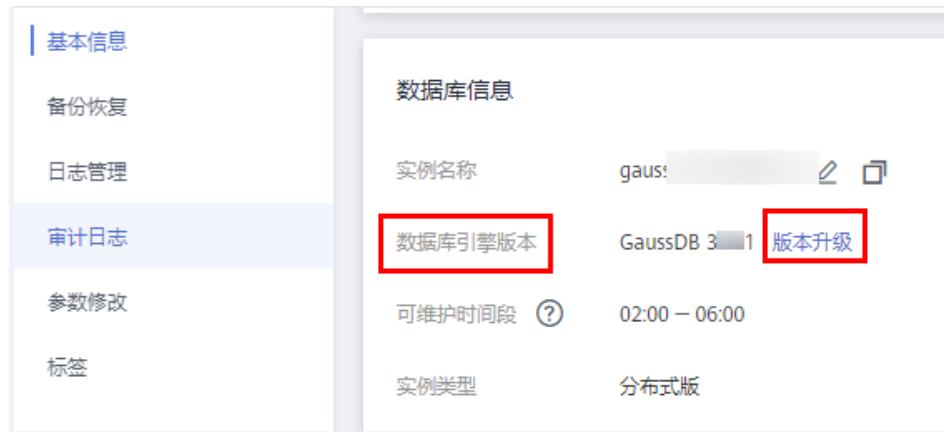 基本信息
备份恢复
日志管理
审计日志
参数修改
标签
数据库信息
实例名称
数据库引擎版本 GaussDB 3 1 版本升级
可维护时间段 ? 02:00 — 06:00
实例类型 分布式版